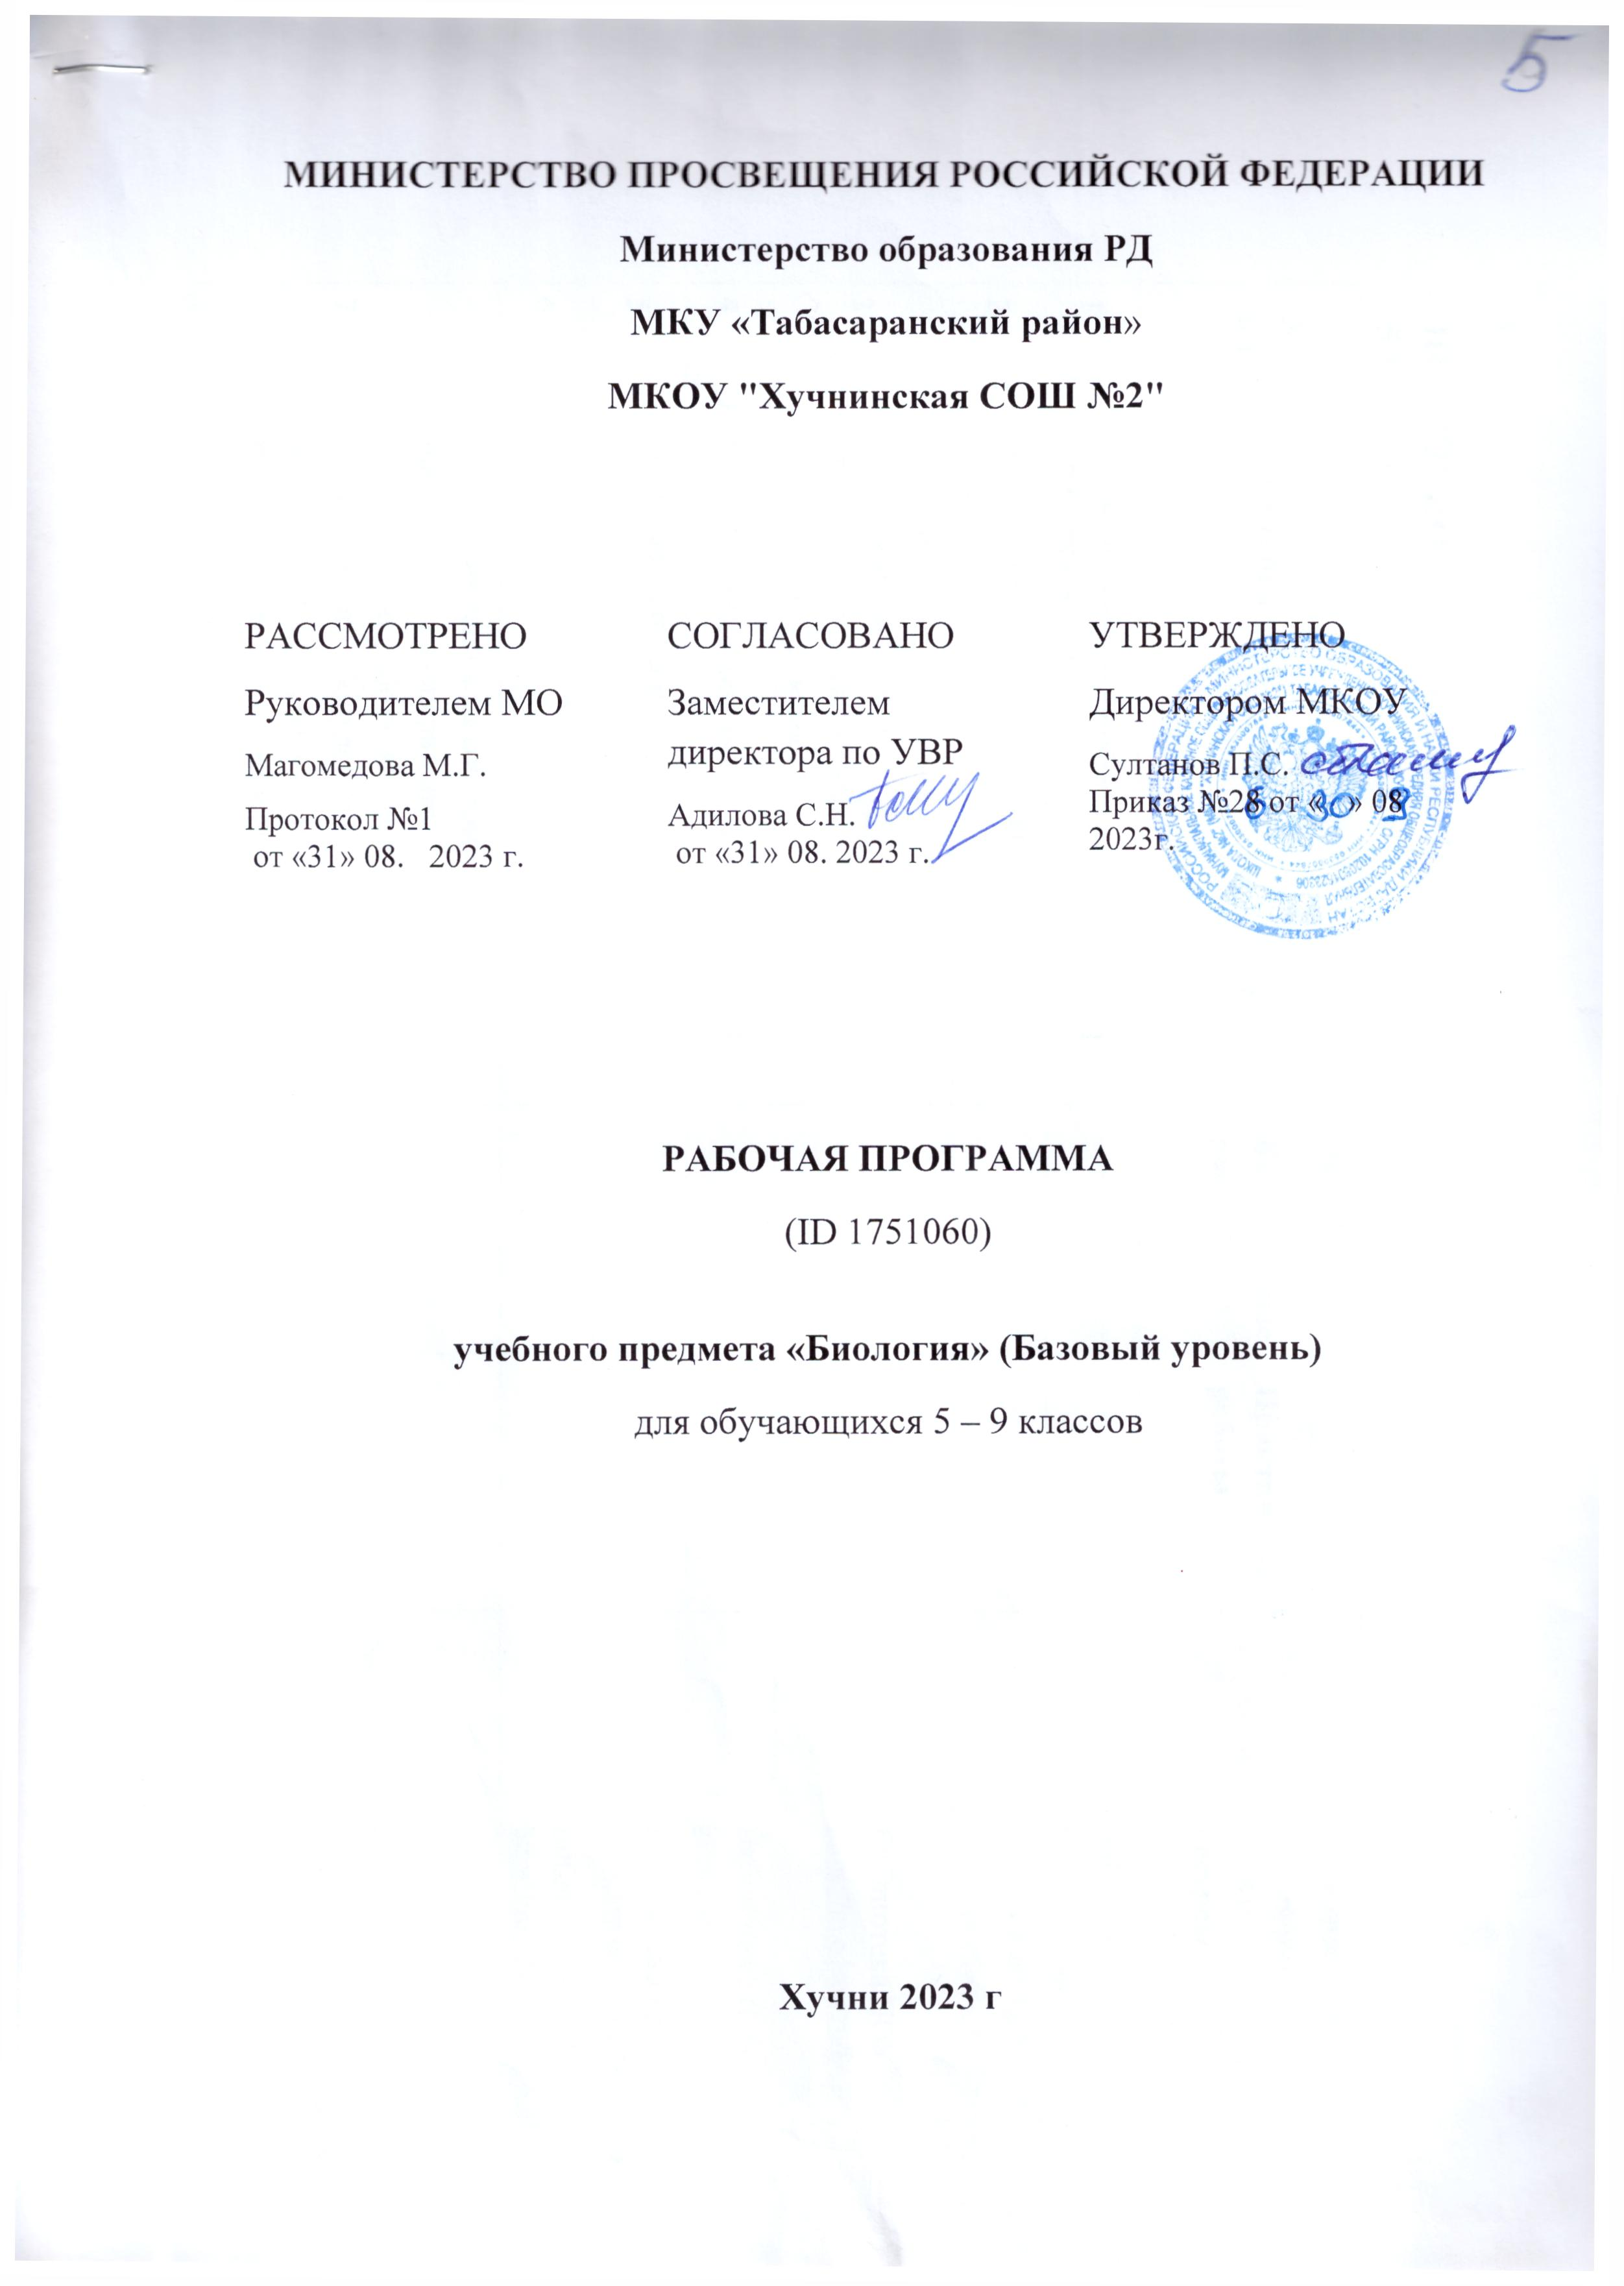 5
МИНИСТЕРСТВО ПРОСВЕЩЕНИЯ РОССИЙСКОЙ ФЕДЕРАЦИИ
Министерство образования РД
МКУ «Табасаранский район»
МКОУ "Хучнинская СОШ №2"
РАССМОТРЕНО
Руководителем МО
Магомедова М.Г.
Протокол №1
от «31» 08. 2023 г.
СОГЛАСОВАНО
Заместителем
директора по УВР
Адилова С.Н.
от «31» 08. 2023 г.
УТВЕРЖДЕНО
Директором МКОУ
Султанов П.С.
Приказ №28 от «30» 08
2023г.
РАБОЧАЯ ПРОГРАММА
(ID 1751060)
учебного предмета «Биология» (Базовый уровень)
для обучающихся 5 – 9 классов
Хучни 2023 г